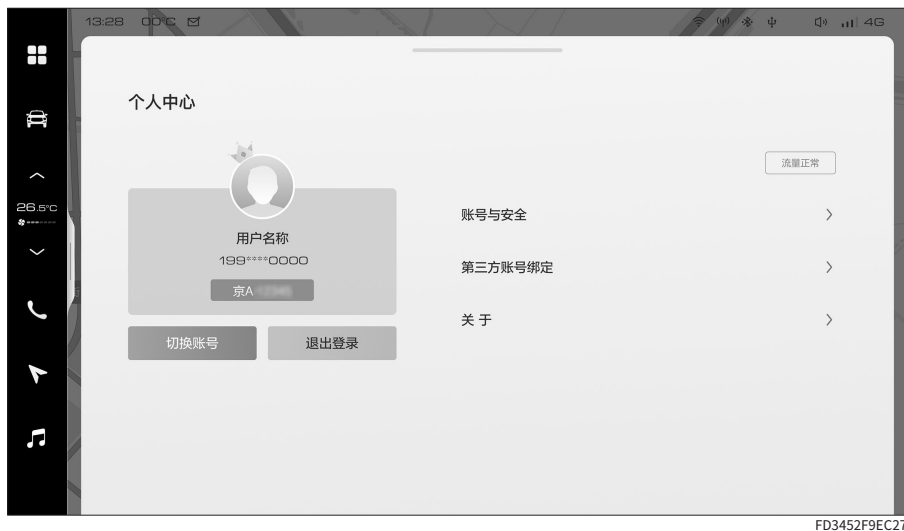 13:28 00°C 4G
个人中心
流量正常
26.5°C
用户名称
199****0000
京A
切换账号
退出登录
账号与安全
第三方账号绑定
关 于
FD3452F9EC27